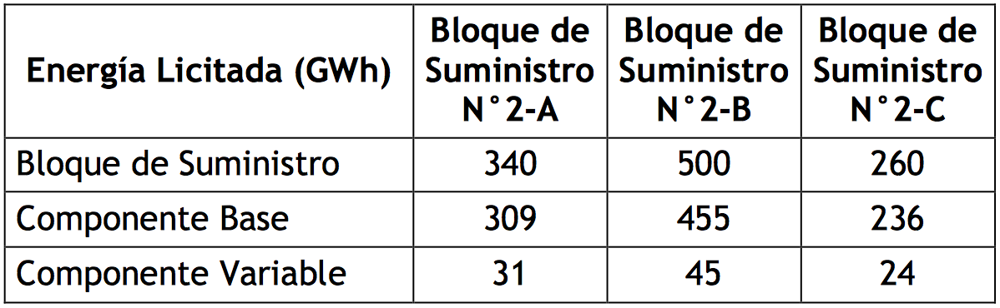 Energía Licitada (GWh)
Bloque de Suministro N°2-A
Bloque de Suministro N°2-B
Bloque de Suministro N°2-C
Bloque de Suministro 340 500 260
Componente Base 309 455 236
Componente Variable 31 45 24